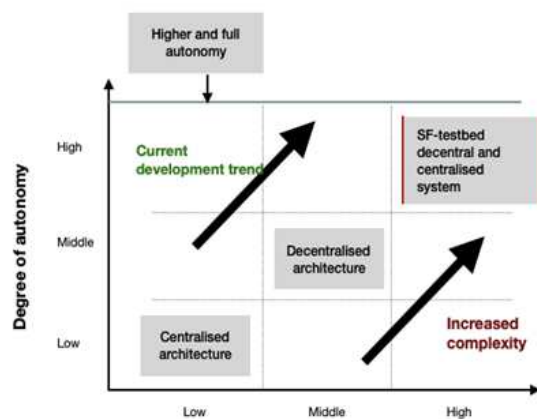 Higher and full
autonomy
High
Current
development trend
SF-testbed
decentral and
centralised
system
Degree of autonomy
Middle
Decentralised
architecture
Low
Centralised
architecture
Increased
complexity
Low
Middle
High